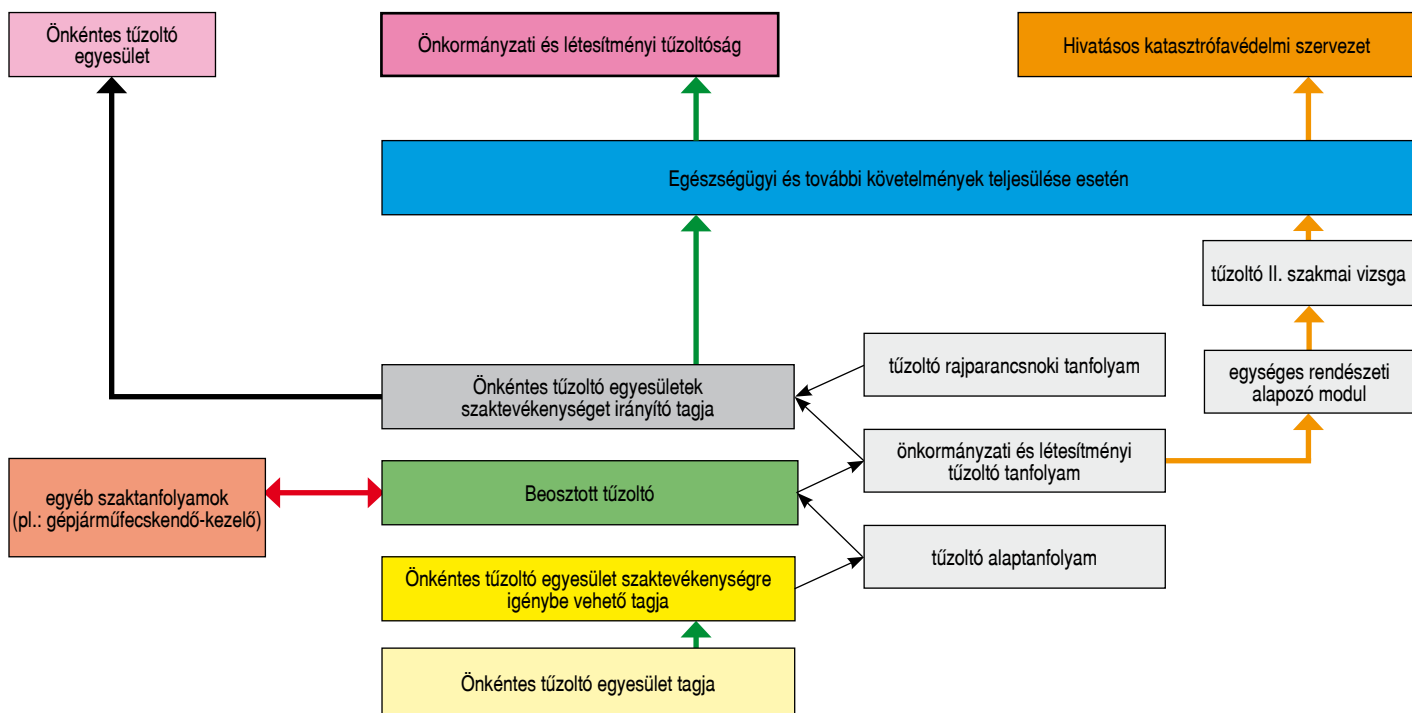 Önkéntes tűzoltó
egyesület
Önkormányzati és létesítményi tűzoltóság
Hivatásos katasztrófavédelmi szervezet
Egészségügyi és további követelmények teljesülése esetén
tűzoltó II. szakmai vizsga
tűzoltó rajparancsnoki tanfolyam
egységes rendészeti
alapozó modul
Önkéntes tűzoltó egyesületek
szaktevékenységet irányító tagja
önkormányzati és létesítményi
tűzoltó tanfolyam
egyéb szaktanfolyamok
(pl.: gépjárműfecskendő-kezelő)
Beosztott tűzoltó
tűzoltó alaptanfolyam
Önkéntes tűzoltó egyesület szaktevékenységre
igénybe vehető tagja
Önkéntes tűzoltó egyesület tagja